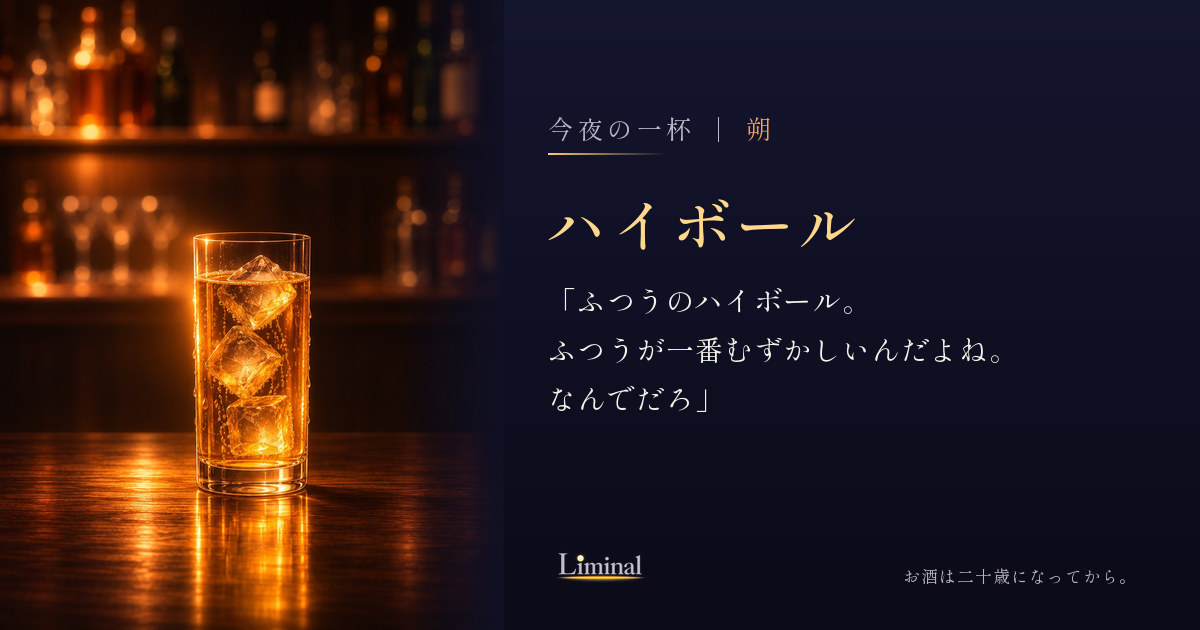 今夜の一杯 | 朔
ハイボール
「ふつうのハイボール。
ふつうが一番むずかしいんだよね。
なんでだろ」
Liminal
お酒は二十歳になってから。